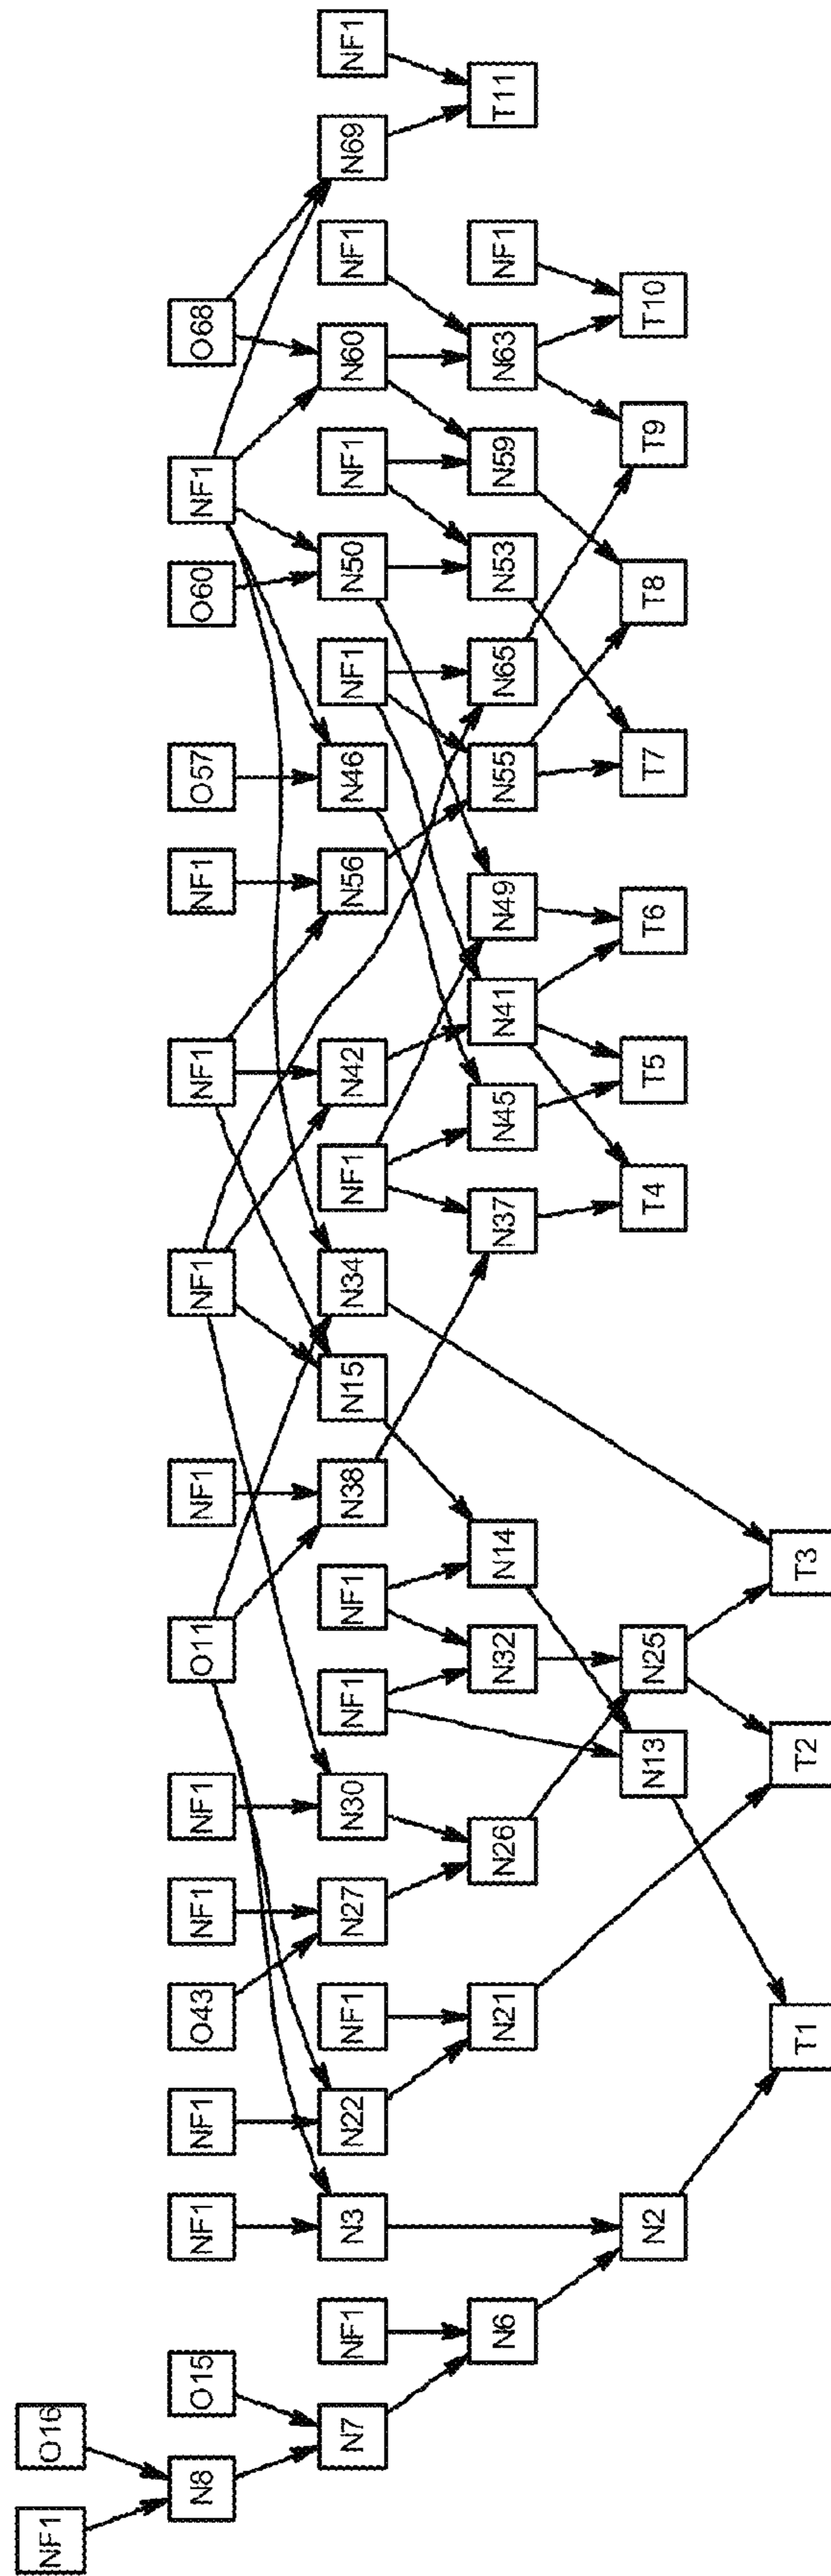 NF1 O16
N8 O15 NF1 NF1 O43 NF1 NF1 O11 NF1 NF1 NF1 NF1 O57 O60 NF1 O68
N7 NF1 N3 N22 NF1 N27 N30 NF1 NF1 N38 N15 N34 NF1 N42 N56 N46 NF1 N50 NF1 N60 NF1 N69 NF1
N6 N21 N26 N32 N14 N37 N45 N41 N49 N55 N65 N53 N59 N63 NF1 T11
N2 N13 N25 T4 T5 T6 T7 T8 T9 T10
T1 T2 T3